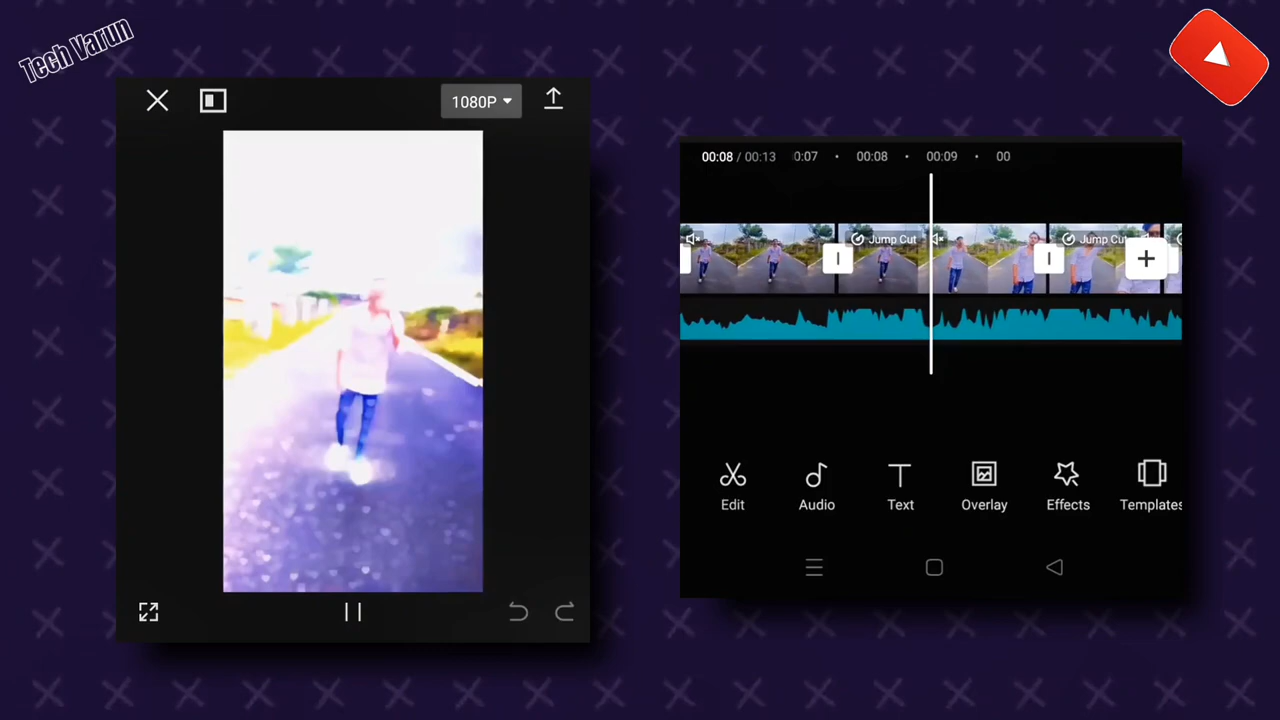 Tech Varun
1080P
00:08 / 00:13 0:07 00:08 00:09 00
Jump Cut Jump Cut
Edit Audio Text Overlay Effects Templates